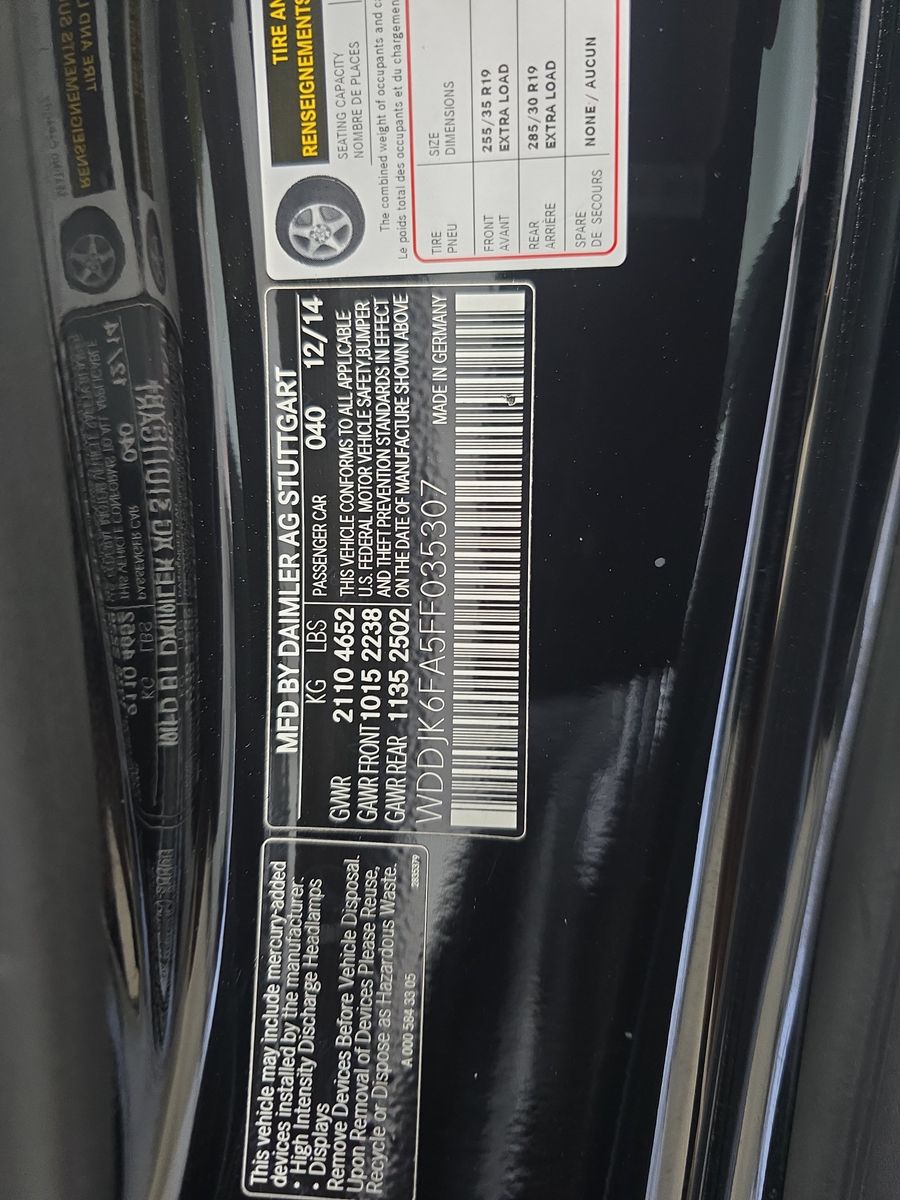 This vehicle may include mercury-added
devices installed by the manufacturer:
• High Intensity Discharge Headlamps
• Displays
Remove Devices Before Vehicle Disposal.
Upon Removal of Devices Please Reuse,
Recycle or Dispose as Hazardous Waste.
A 000 584 33 05
2835379
MFD BY DAIMLER AG STUTTGART
KG LBS PASSENGER CAR 040 12/14
GVWR 2110 4652 THIS VEHICLE CONFORMS TO ALL APPLICABLE
GAWR FRONT 1015 2238 U.S. FEDERAL MOTOR VEHICLE SAFETY,BUMPER
GAWR REAR 1135 2502 AND THEFT PREVENTION STANDARDS IN EFFECT
ON THE DATE OF MANUFACTURE SHOWN ABOVE
WDDJK6FA5FF035307 MADE IN GERMANY
TIRE
RENSEIGNEMENTS
SEATING CAPACITY
NOMBRE DE PLACES
The combined weight of occupants and
Le poids total des occupants et du chargement
TIRE SIZE
PNEU DIMENSIONS
FRONT 255/35 R19
AVANT EXTRA LOAD
REAR 285/30 R19
ARRIÈRE EXTRA LOAD
SPARE NONE / AUCUN
DE SECOURS